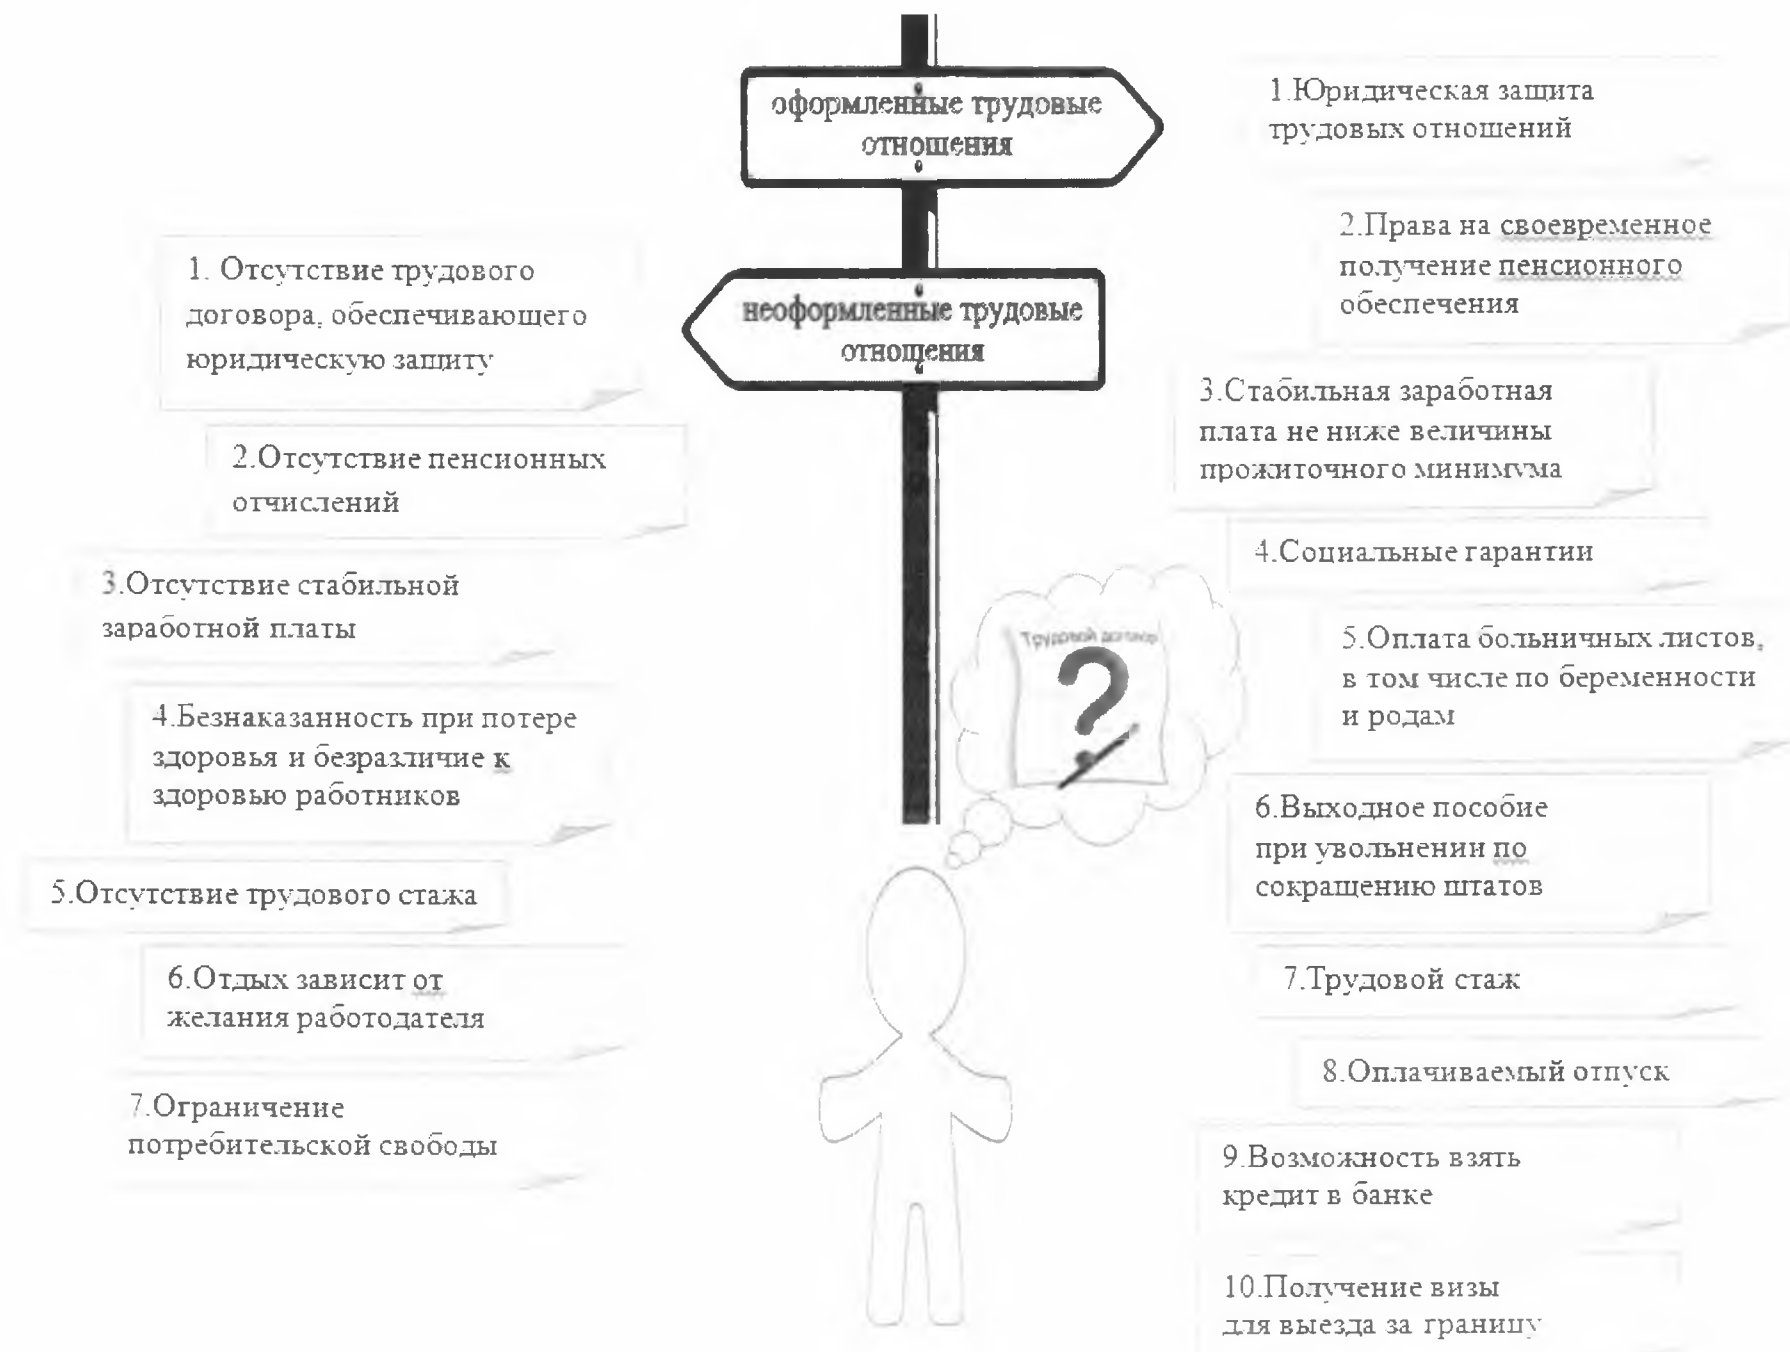 оформленные трудовые
отношения
неоформленные трудовые
отношения
1. Отсутствие трудового
договора, обеспечивающего
юридическую защиту
2.Отсутствие пенсионных
отчислений
3.Отсутствие стабильной
заработной платы
4.Безнаказанность при потере
здоровья и безразличие к
здоровью работников
5.Отсутствие трудового стажа
6.Отдых зависит от
желания работодателя
7.Ограничение
потребительской свободы
Трудовой договор
1.Юридическая защита
трудовых отношений
2.Права на своевременное
получение пенсионного
обеспечения
3.Стабильная заработная
плата не ниже величины
прожиточного минимума
4.Социальные гарантии
5.Оплата больничных листов,
в том числе по беременности
и родам
6.Выходное пособие
при увольнении по
сокращению штатов
7.Трудовой стаж
8.Оплачиваемый отпуск
9.Возможность взять
кредит в банке
10.Получение визы
для выезда за границу